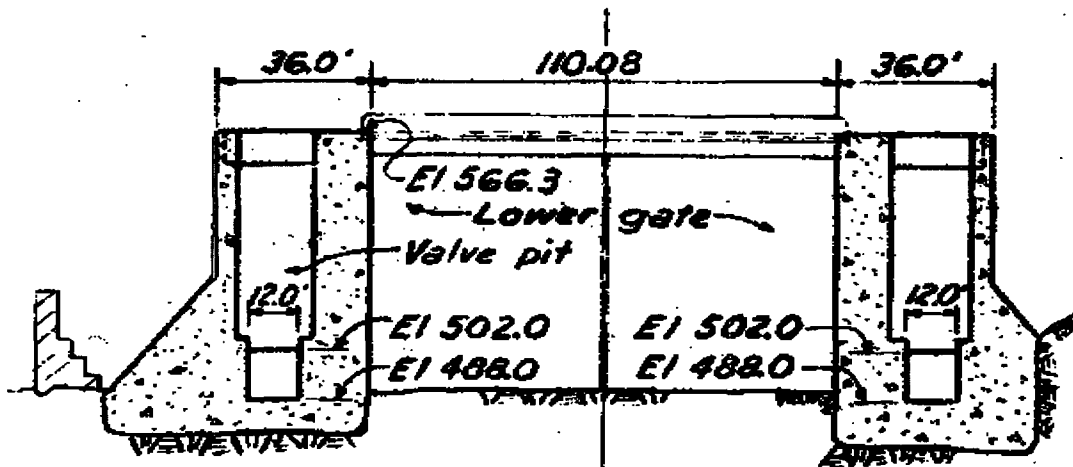 36.0' 110.08 36.0'
El 566.3
Lower gate
Valve pit
12.0' 12.0'
El 502.0 El 502.0
El 488.0 El 488.0